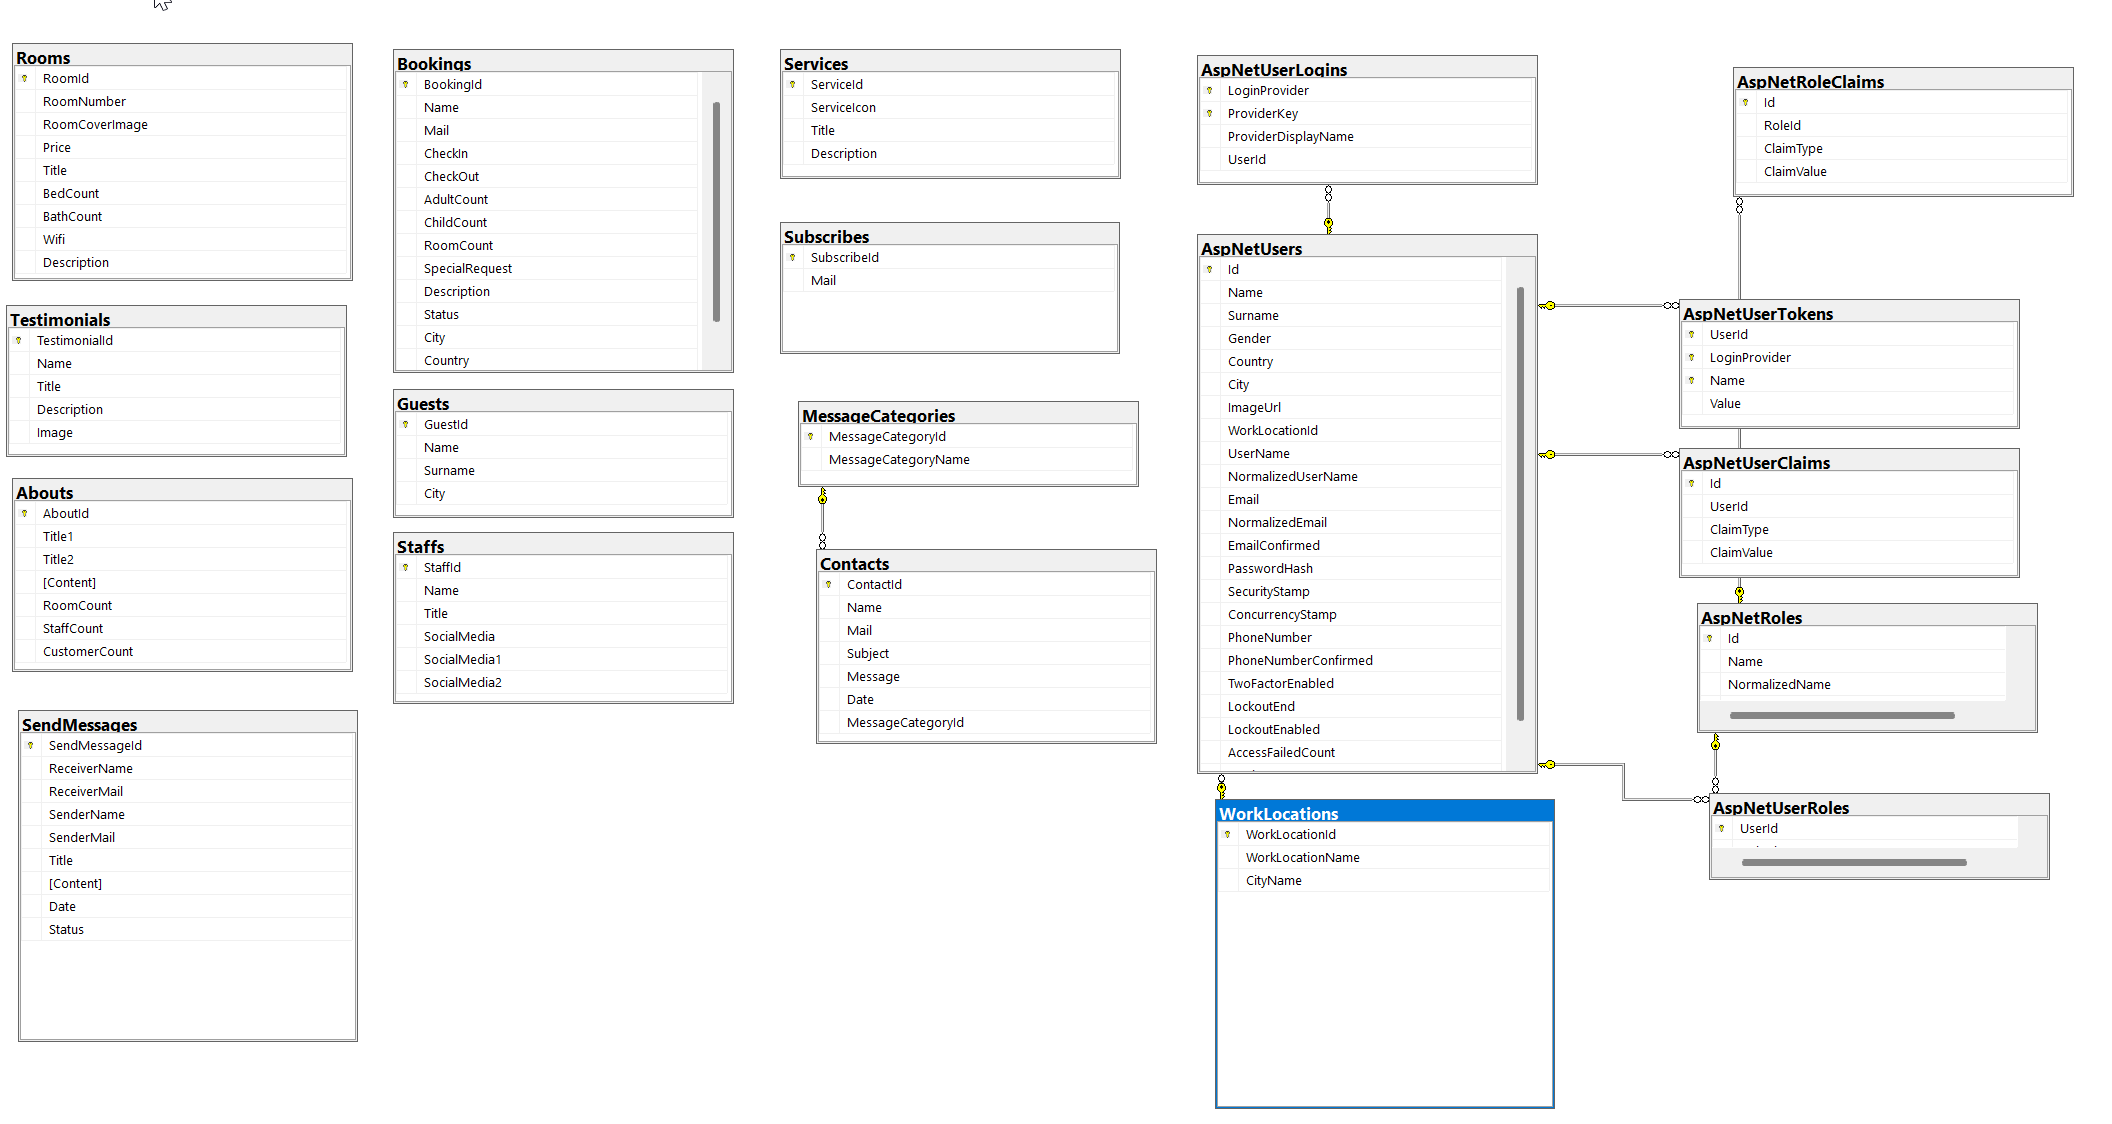 Rooms
RoomId
RoomNumber
RoomCoverImage
Price
Title
BedCount
BathCount
Wifi
Description
Testimonials
TestimonialId
Name
Title
Description
Image
Abouts
AboutId
Title1
Title2
[Content]
RoomCount
StaffCount
CustomerCount
SendMessages
SendMessageId
ReceiverName
ReceiverMail
SenderName
SenderMail
Title
[Content]
Date
Status
Bookings
BookingId
Name
Mail
CheckIn
CheckOut
AdultCount
ChildCount
RoomCount
SpecialRequest
Description
Status
City
Country
Guests
GuestId
Name
Surname
City
Staffs
StaffId
Name
Title
SocialMedia
SocialMedia1
SocialMedia2
Services
ServiceId
ServiceIcon
Title
Description
Subscribes
SubscribeId
Mail
MessageCategories
MessageCategoryId
MessageCategoryName
Contacts
ContactId
Name
Mail
Subject
Message
Date
MessageCategoryId
AspNetUserLogins
LoginProvider
ProviderKey
ProviderDisplayName
UserId
AspNetUsers
Id
Name
Surname
Gender
Country
City
ImageUrl
WorkLocationId
UserName
NormalizedUserName
Email
NormalizedEmail
EmailConfirmed
PasswordHash
SecurityStamp
ConcurrencyStamp
PhoneNumber
PhoneNumberConfirmed
TwoFactorEnabled
LockoutEnd
LockoutEnabled
AccessFailedCount
WorkLocations
WorkLocationId
WorkLocationName
CityName
AspNetRoleClaims
Id
RoleId
ClaimType
ClaimValue
AspNetUserTokens
UserId
LoginProvider
Name
Value
AspNetUserClaims
Id
UserId
ClaimType
ClaimValue
AspNetRoles
Id
Name
NormalizedName
AspNetUserRoles
UserId